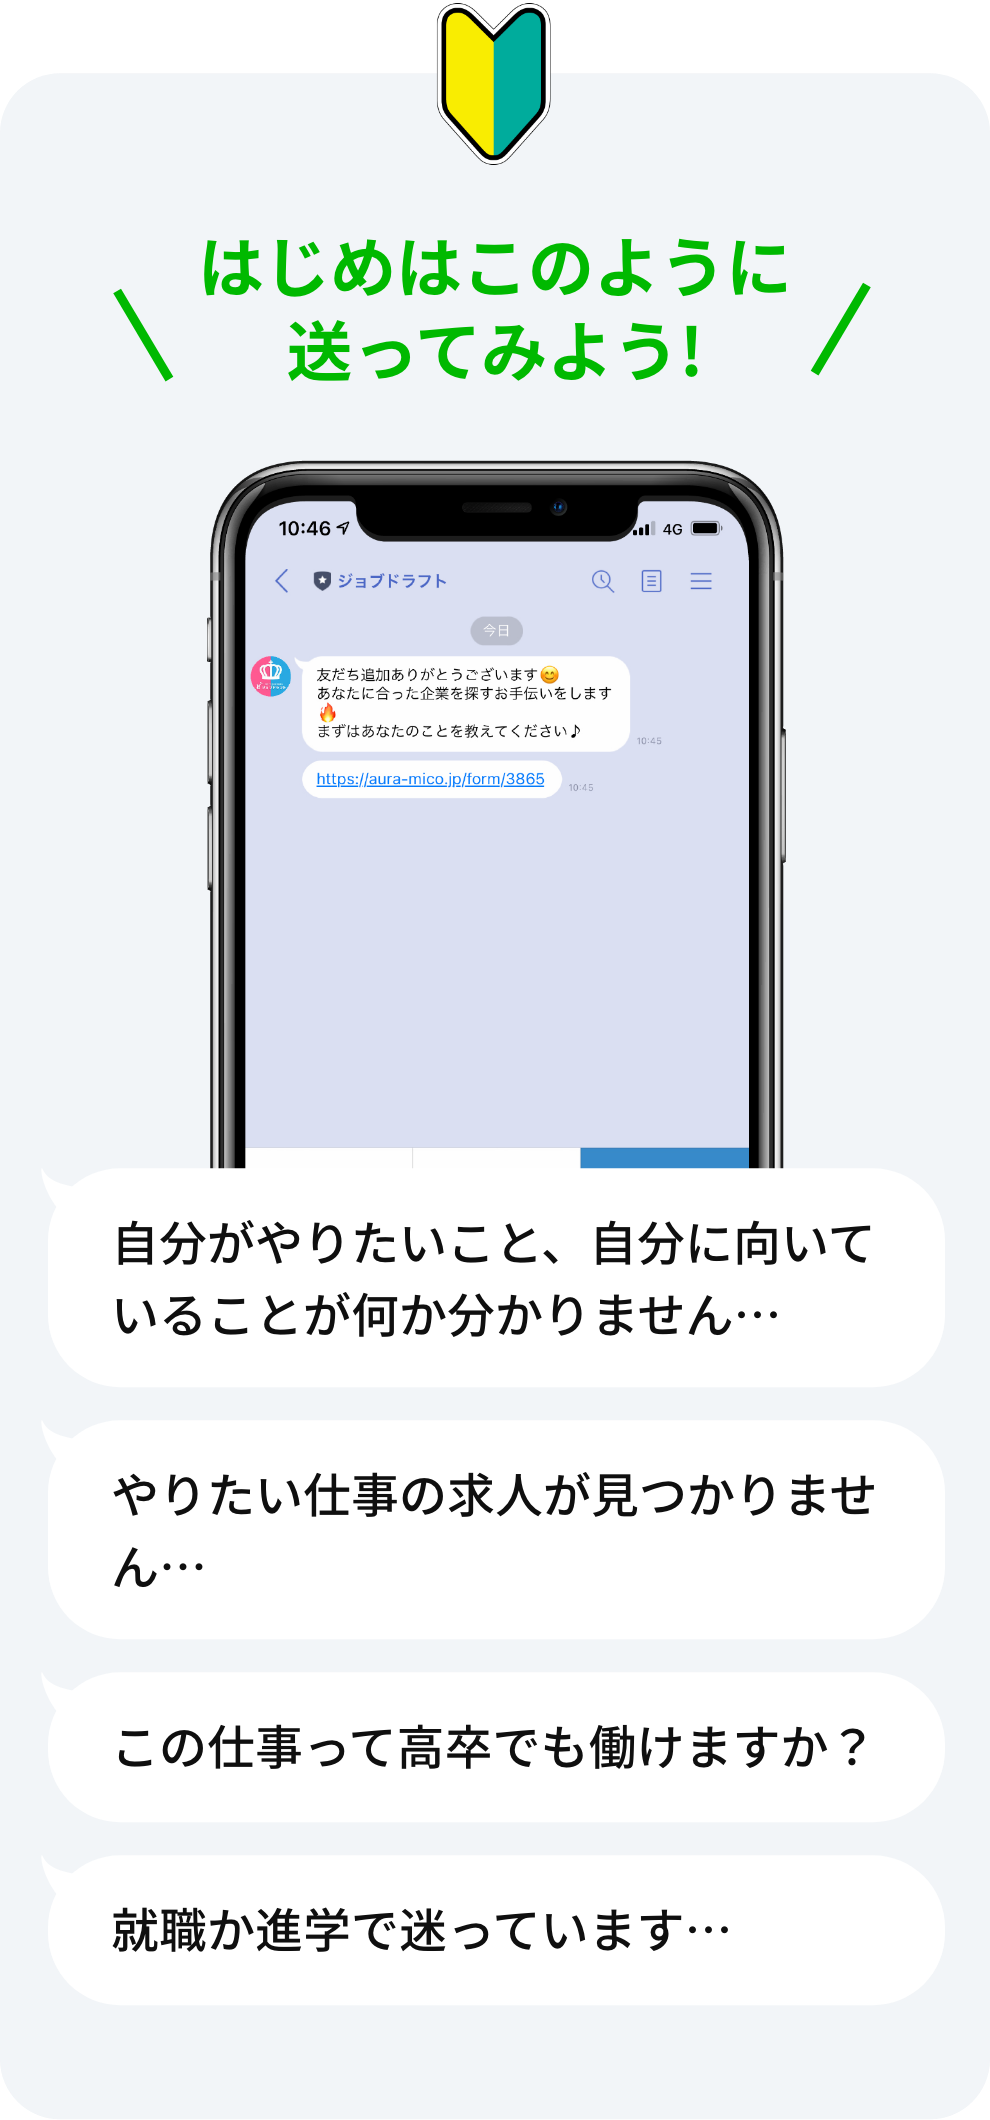 はじめはこのように
送ってみよう!
10:46
4G
ジョブドラフト
今日
友だち追加ありがとうございます😊
あなたに合った企業を探すお手伝いをします
🔥
まずはあなたのことを教えてください♪
10:45
https://aura-mico.jp/form/3865
10:45
自分がやりたいこと、自分に向いて
いることが何か分かりません…
やりたい仕事の求人が見つかりませ
ん…
この仕事って高卒でも働けますか？
就職か進学で迷っています…